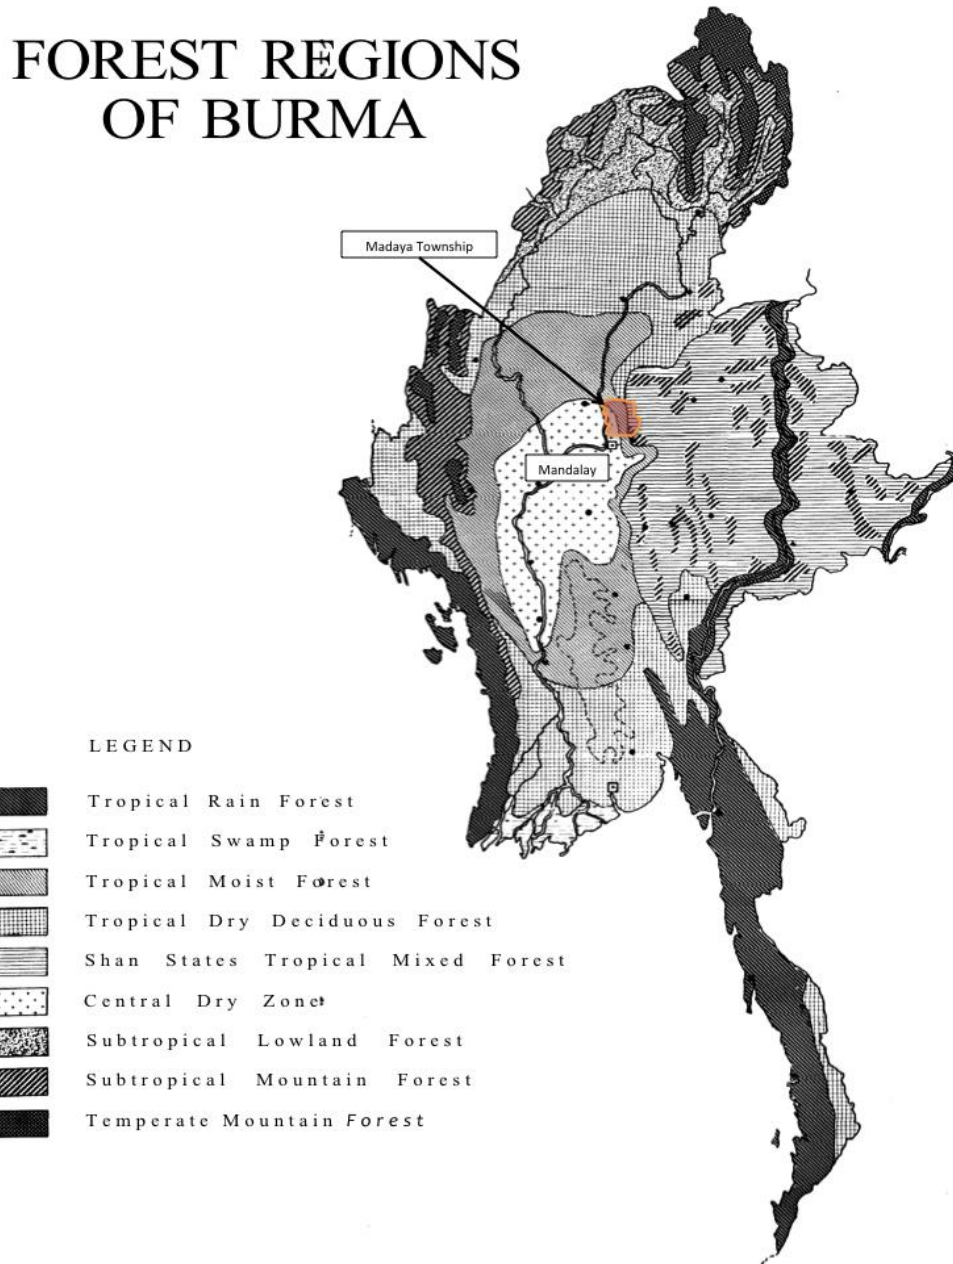 FOREST REGIONS
OF BURMA
Madaya Township
Mandalay
LEGEND
Tropical Rain Forest
Tropical Swamp Forest
Tropical Moist Forest
Tropical Dry Deciduous Forest
Shan States Tropical Mixed Forest
Central Dry Zone
Subtropical Lowland Forest
Subtropical Mountain Forest
Temperate Mountain Forest